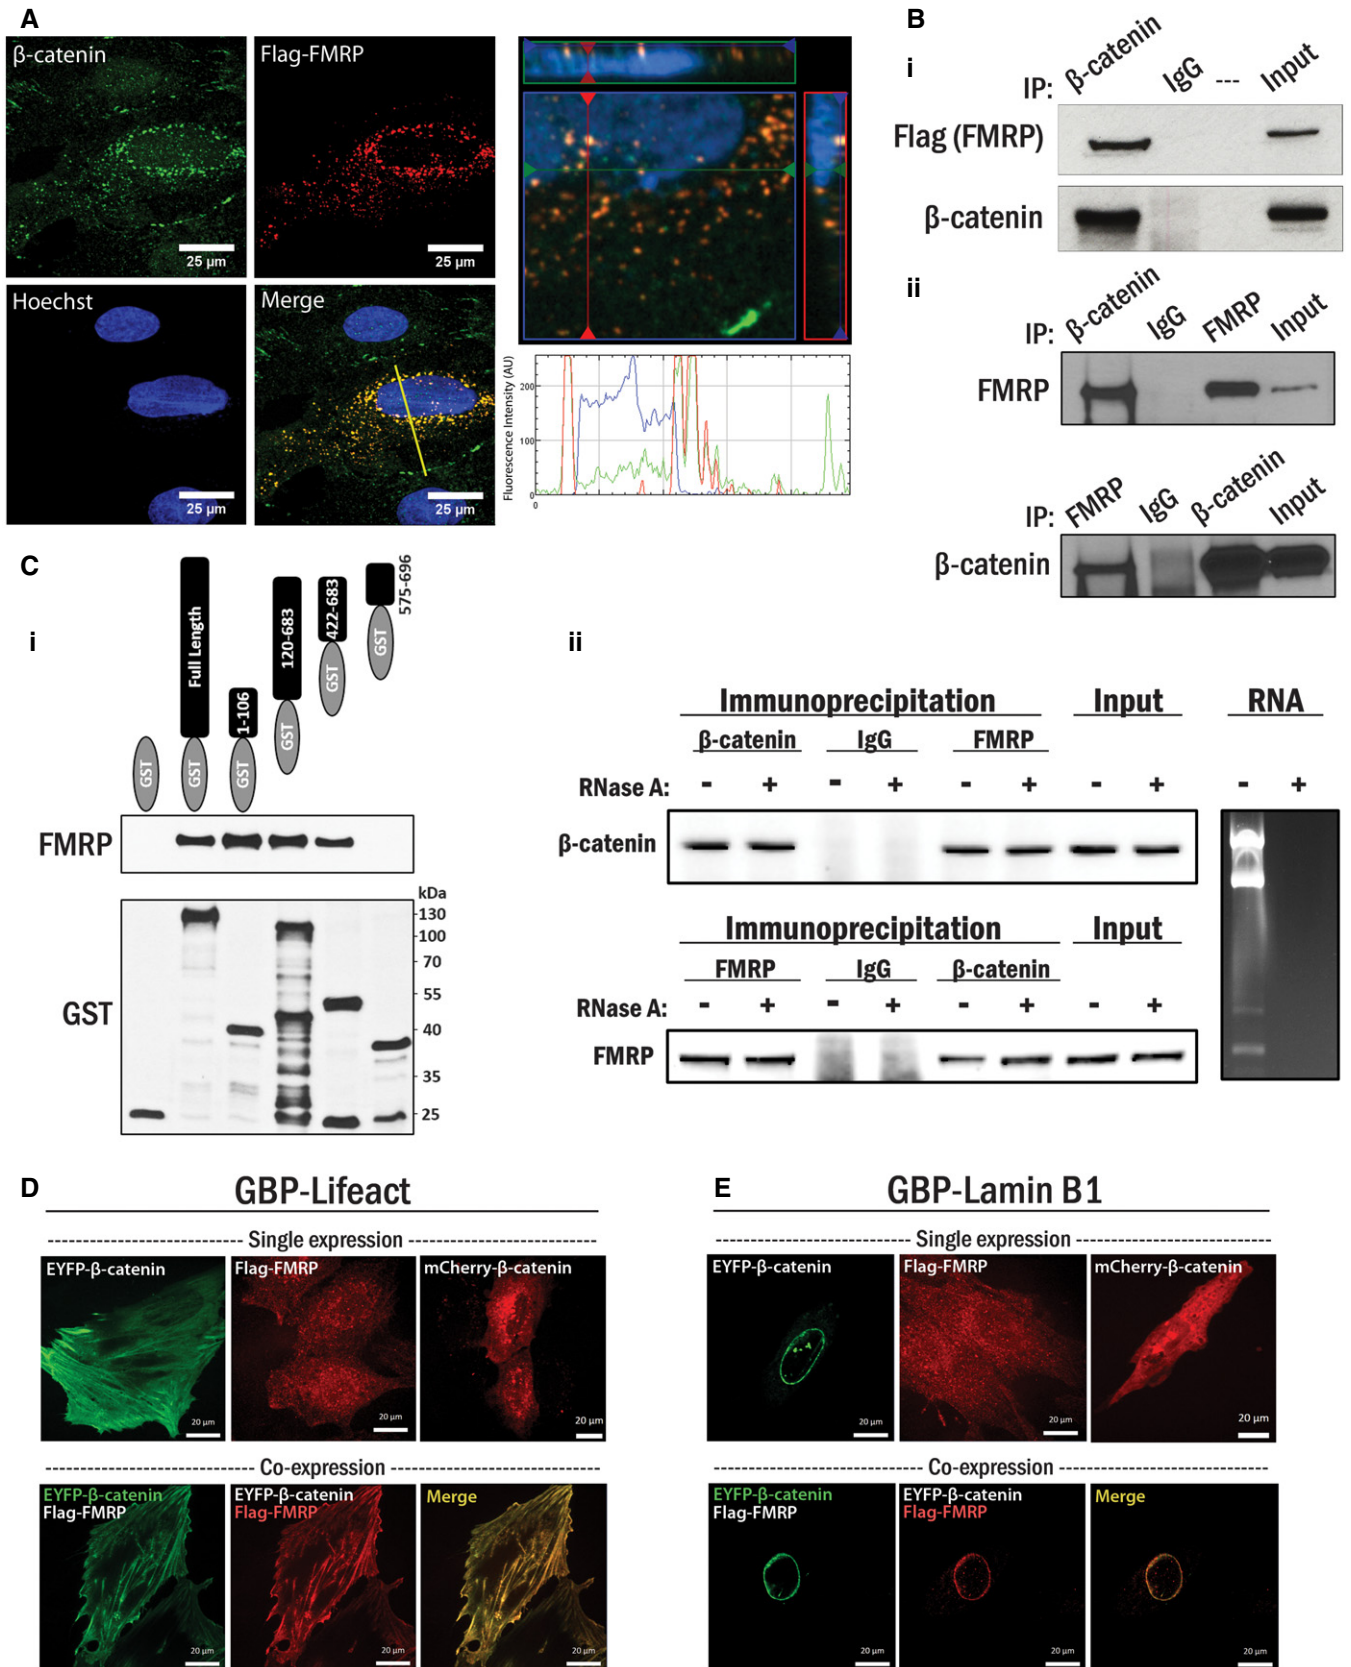 A
β-catenin
Flag-FMRP
25 µm
25 µm
Hoechst
Merge
25 µm
25 µm
Fluorescence Intensity (AU)
200
100
0
0
B
i
IP: β-catenin IgG --- Input
Flag (FMRP)
β-catenin
ii
IP: β-catenin IgG FMRP Input
FMRP
IP: FMRP IgG β-catenin Input
β-catenin
C
i
GST
Full Length
GST
1-106
GST
120-683
GST
422-683
GST
575-696
GST
FMRP
GST
kDa
130
100
70
55
40
35
25
ii
Immunoprecipitation Input RNA
β-catenin IgG FMRP
RNase A: - + - + - + - + - +
β-catenin
Immunoprecipitation Input
FMRP IgG β-catenin
RNase A: - + - + - + - +
FMRP
D
GBP-Lifeact
Single expression
EYFP-β-catenin
Flag-FMRP
mCherry-β-catenin
20 µm
20 µm
20 µm
Co-expression
EYFP-β-catenin
Flag-FMRP
EYFP-β-catenin
Flag-FMRP
Merge
20 µm
20 µm
20 µm
E
GBP-Lamin B1
Single expression
EYFP-β-catenin
Flag-FMRP
mCherry-β-catenin
20 µm
20 µm
20 µm
Co-expression
EYFP-β-catenin
Flag-FMRP
EYFP-β-catenin
Flag-FMRP
Merge
20 µm
20 µm
20 µm